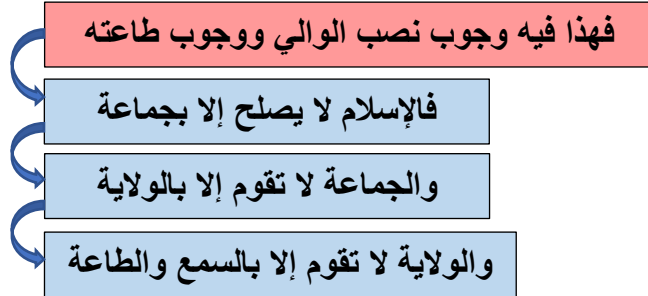 فهذا فيه وجوب نصب الوالي ووجوب طاعته
فالإسلام لا يصلح إلا بجماعة
والجماعة لا تقوم إلا بالولاية
والولاية لا تقوم إلا بالسمع والطاعة